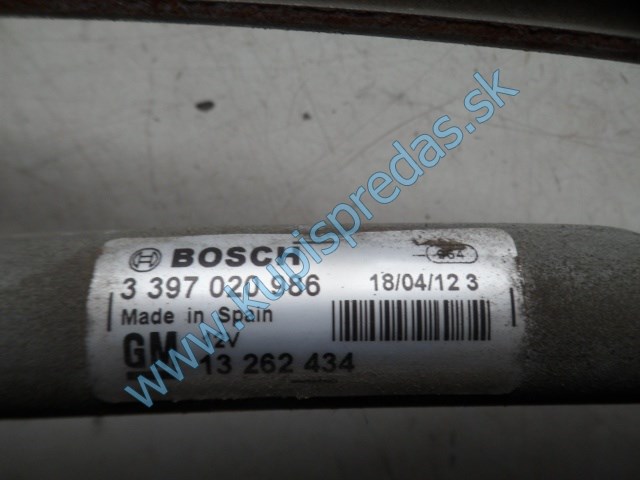 BOSCH
3 397 020 986 18/04/12 3
Made in Spain
GM 12V
13 262 434
www.kupispredas.sk